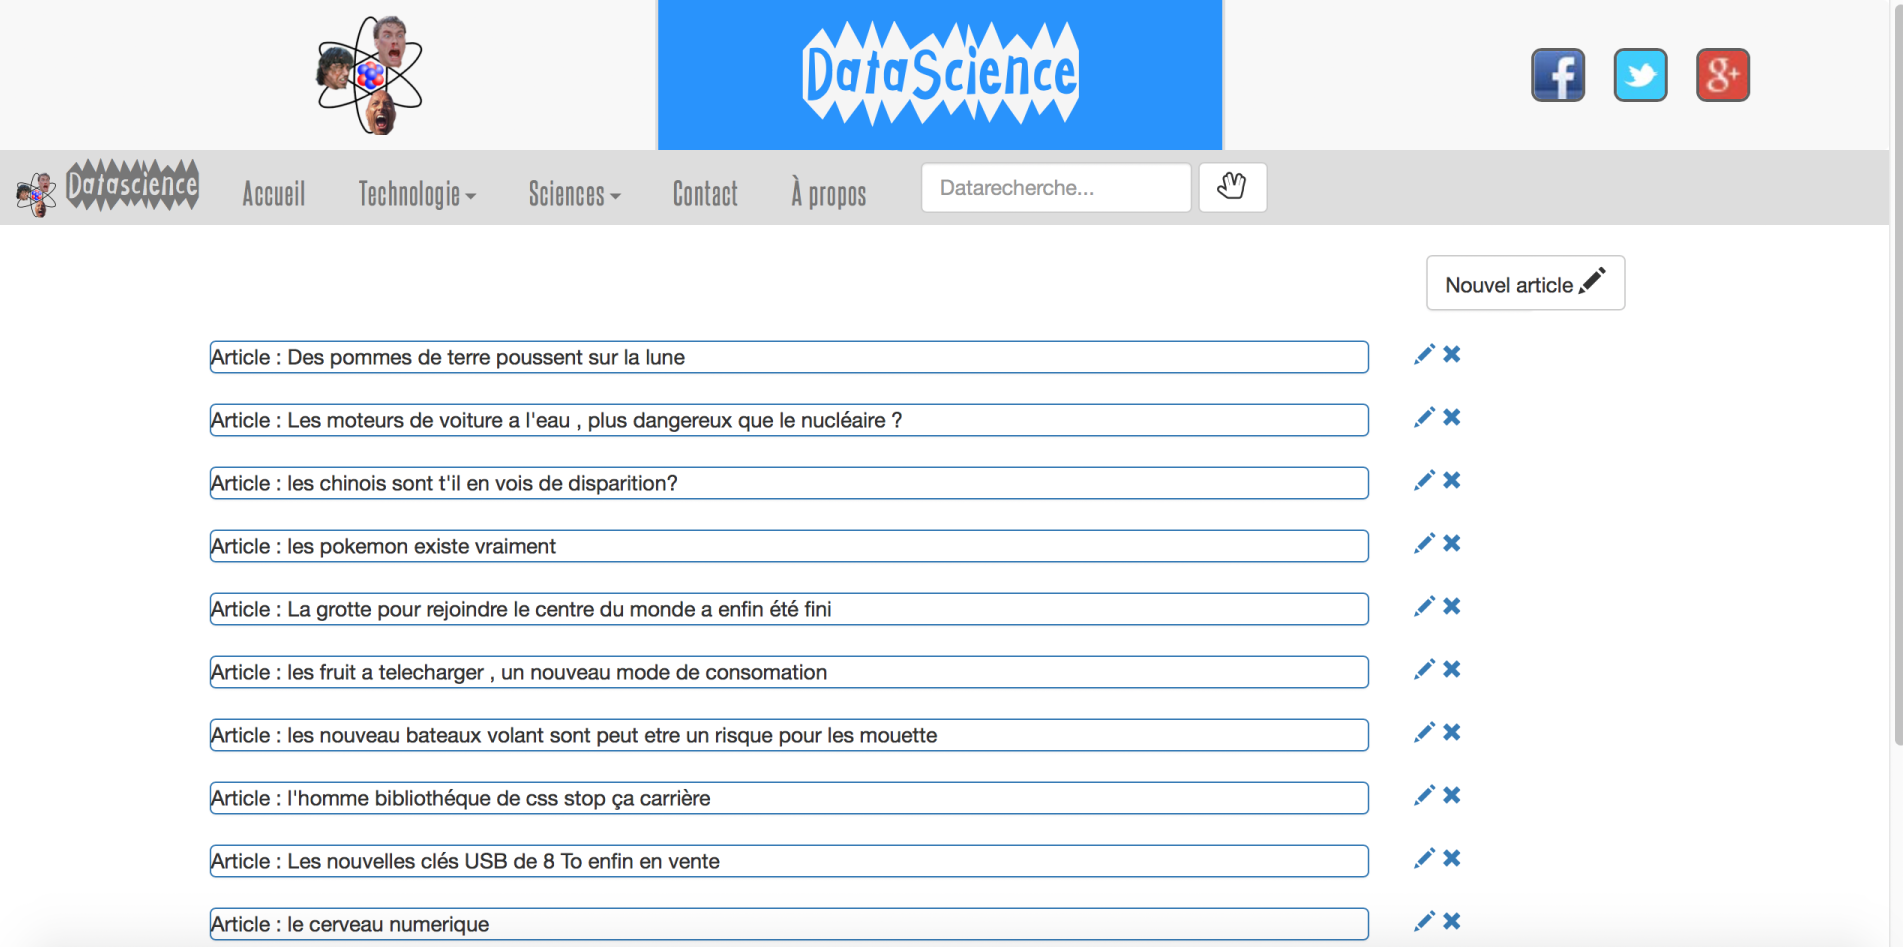 DataScience
Datascience Accueil Technologie Sciences Contact À propos Datarecherche...
Nouvel article
Article : Des pommes de terre poussent sur la lune
Article : Les moteurs de voiture a l'eau , plus dangereux que le nucléaire ?
Article : les chinois sont t'il en vois de disparition?
Article : les pokemon existe vraiment
Article : La grotte pour rejoindre le centre du monde a enfin été fini
Article : les fruit a telecharger , un nouveau mode de consomation
Article : les nouveau bateaux volant sont peut etre un risque pour les mouette
Article : l'homme bibliothéque de css stop ça carrière
Article : Les nouvelles clés USB de 8 To enfin en vente
Article : le cerveau numerique